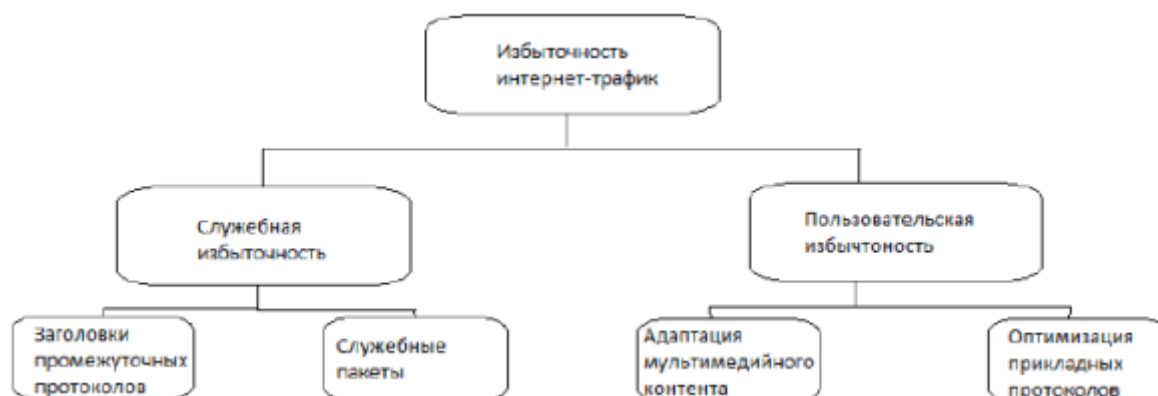 Избыточность
интернет-трафик
Служебная
избыточность
Пользовательская
избычтоность
Заголовки
промежуточных
протоколов
Служебные
пакеты
Адаптация
мультимедийного
контента
Оптимизация
прикладных
протоколов